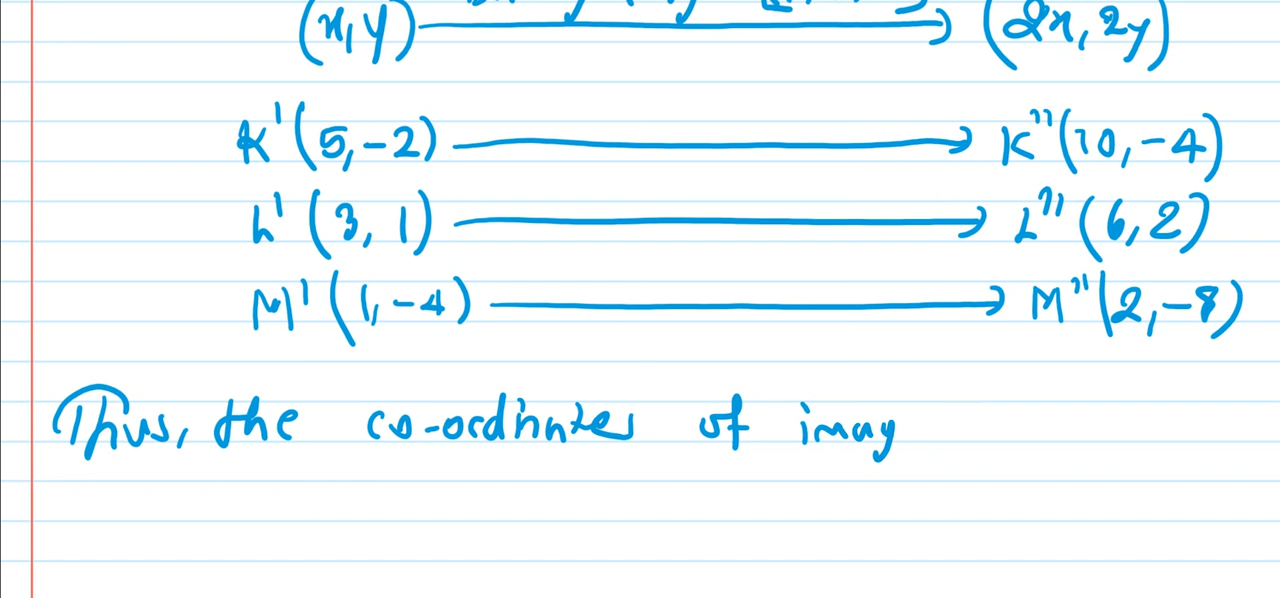 (x,y) → (2x, 2y)
K'(5,-2) → K"(10,-4)
L'(3,1) → L"(6,2)
M'(1,-4) → M"(2,-8)
Thus, the co-ordinates of imag